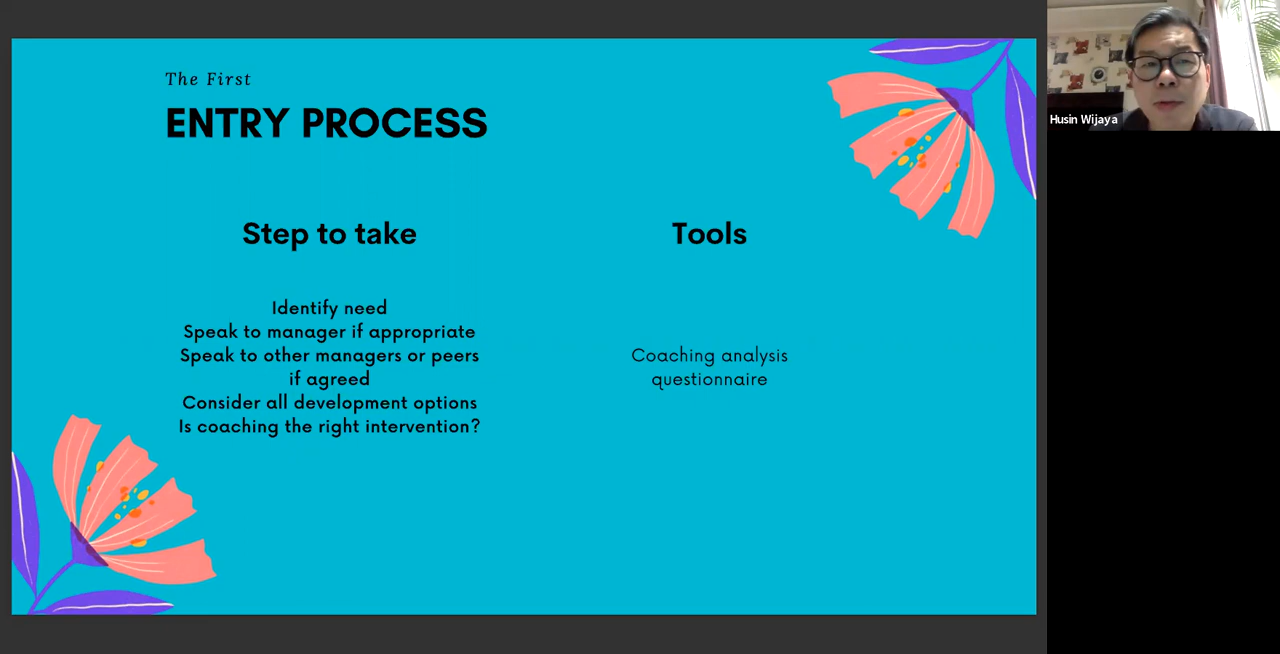 The First
ENTRY PROCESS
Step to take
Identify need
Speak to manager if appropriate
Speak to other managers or peers
if agreed
Consider all development options
Is coaching the right intervention?
Tools
Coaching analysis
questionnaire
Husin Wijaya